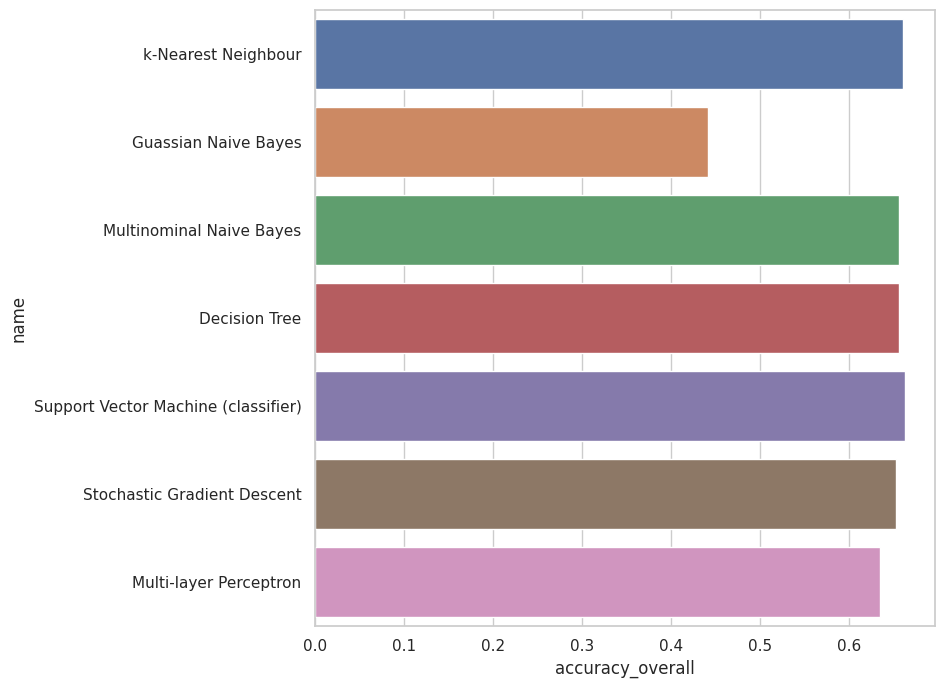 k-Nearest Neighbour
Guassian Naive Bayes
Multinominal Naive Bayes
Decision Tree
Support Vector Machine (classifier)
Stochastic Gradient Descent
Multi-layer Perceptron
name
0.0 0.1 0.2 0.3 0.4 0.5 0.6
accuracy_overall